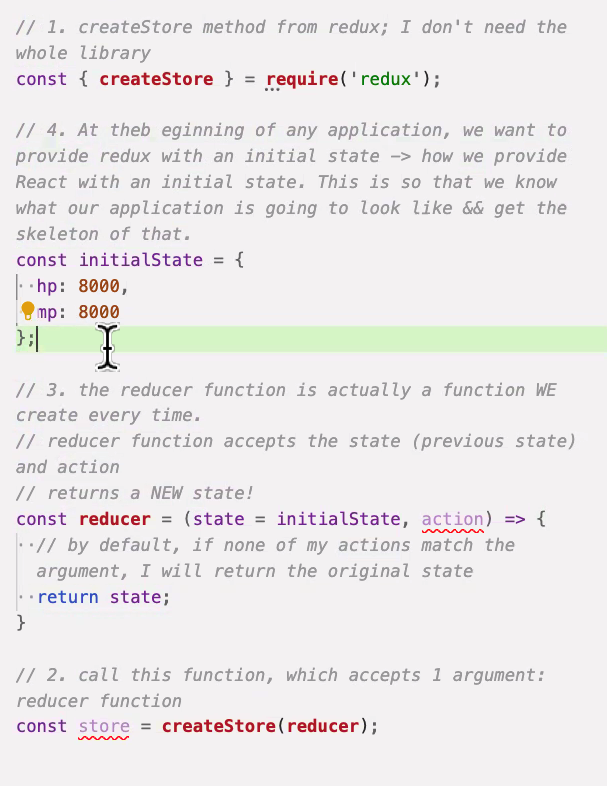 // 1. createStore method from redux; I don't need the
whole library
const { createStore } = require('redux');
// 4. At theb eginning of any application, we want to
provide redux with an initial state -> how we provide
React with an initial state. This is so that we know
what our application is going to look like && get the
skeleton of that.
const initialState = {
··hp: 8000,
mp: 8000
};
// 3. the reducer function is actually a function WE
create every time.
// reducer function accepts the state (previous state)
and action
// returns a NEW state!
const reducer = (state = initialState, action) => {
··// by default, if none of my actions match the
argument, I will return the original state
··return state;
}
// 2. call this function, which accepts 1 argument:
reducer function
const store = createStore(reducer);